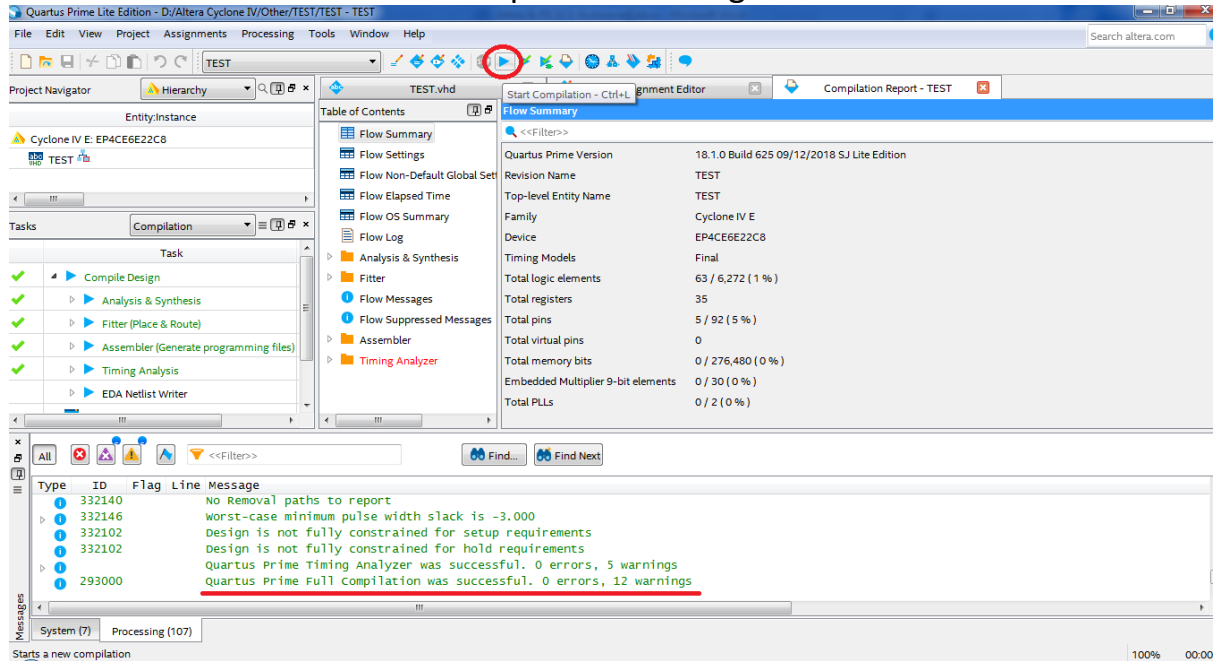 Quartus Prime Lite Edition - D:/Altera Cyclone IV/Other/TEST/TEST - TEST
File Edit View Project Assignments Processing Tools Window Help
Search altera.com
TEST
Project Navigator
Hierarchy
Entity:Instance
Cyclone IV E: EP4CE6E22C8
TEST
Tasks
Compilation
Task
Compile Design
Analysis & Synthesis
Fitter (Place & Route)
Assembler (Generate programming files)
Timing Analysis
EDA Netlist Writer
TEST.vhd
Start Compilation - Ctrl+L
Compilation Report - TEST
Table of Contents
Flow Summary
Flow Settings
Flow Non-Default Global Set
Flow Elapsed Time
Flow OS Summary
Flow Log
Analysis & Synthesis
Fitter
Flow Messages
Flow Suppressed Messages
Assembler
Timing Analyzer
Flow Summary
<<Filter>>
Quartus Prime Version 18.1.0 Build 625 09/12/2018 SJ Lite Edition
Revision Name TEST
Top-level Entity Name TEST
Family Cyclone IV E
Device EP4CE6E22C8
Timing Models Final
Total logic elements 63 / 6,272 ( 1 % )
Total registers 35
Total pins 5 / 92 ( 5 % )
Total virtual pins 0
Total memory bits 0 / 276,480 ( 0 % )
Embedded Multiplier 9-bit elements 0 / 30 ( 0 % )
Total PLLs 0 / 2 ( 0 % )
All <<Filter>> Find... Find Next
Type ID Flag Line Message
332140 No Removal paths to report
332146 Worst-case minimum pulse width slack is -3.000
332102 Design is not fully constrained for setup requirements
332102 Design is not fully constrained for hold requirements
Quartus Prime Timing Analyzer was successful. 0 errors, 5 warnings
293000 Quartus Prime Full Compilation was successful. 0 errors, 12 warnings
Messages
System (7) Processing (107)
Starts a new compilation
100% 00:00